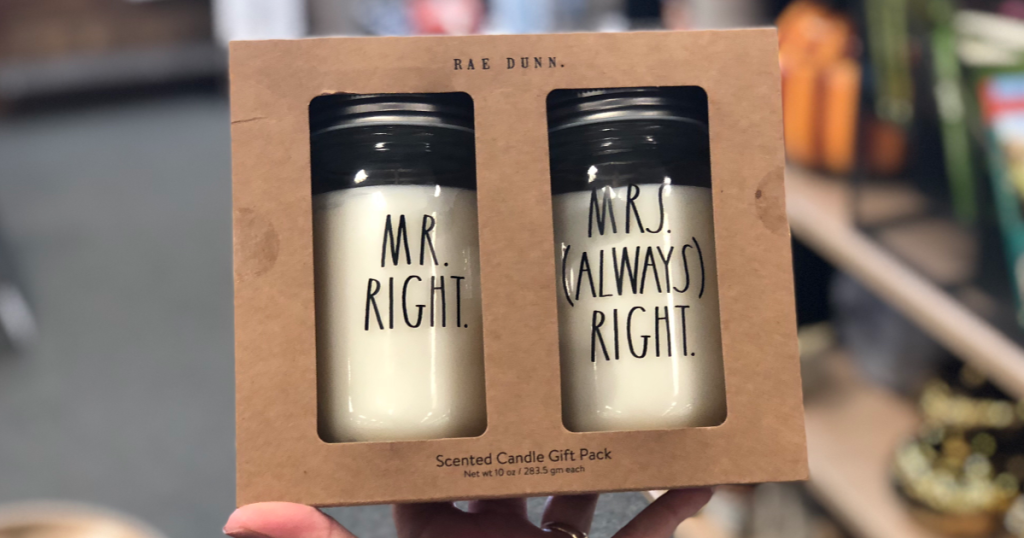 RAE DUNN.
MR.
RIGHT.
MRS.
(ALWAYS)
RIGHT.
Scented Candle Gift Pack
Net wt 10 oz / 283.5 gm each